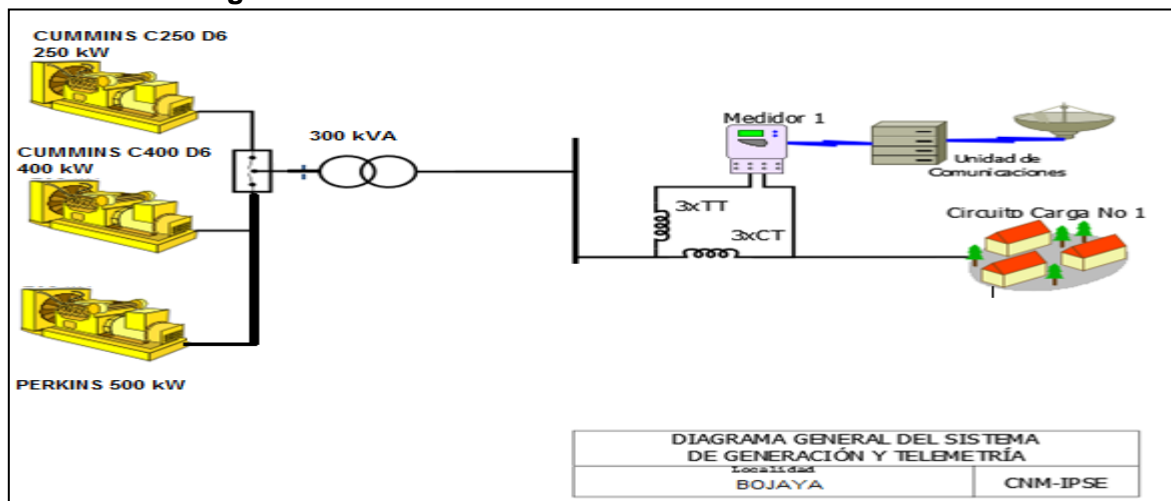 CUMMINS C250 D6
250 kW
CUMMINS C400 D6
400 kW
PERKINS 500 kW
300 kVA
Medidor 1
3xTT
3xCT
Unidad de
Comunicaciones
Circuito Carga No 1
DIAGRAMA GENERAL DEL SISTEMA
DE GENERACIÓN Y TELEMETRÍA
Localidad
BOJAYA
CNM-IPSE